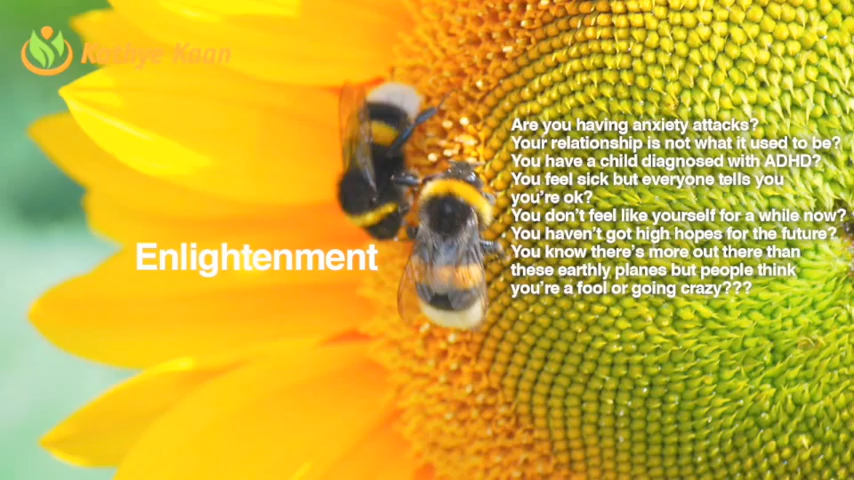 Kashye Kaan
Enlightenment
Are you having anxiety attacks?
Your relationship is not what it used to be?
You have a child diagnosed with ADHD?
You feel sick but everyone tells you
you're ok?
You don't feel like yourself for a while now?
You haven't got high hopes for the future?
You know there's more out there than
these earthly planes but people think
you're a fool or going crazy???